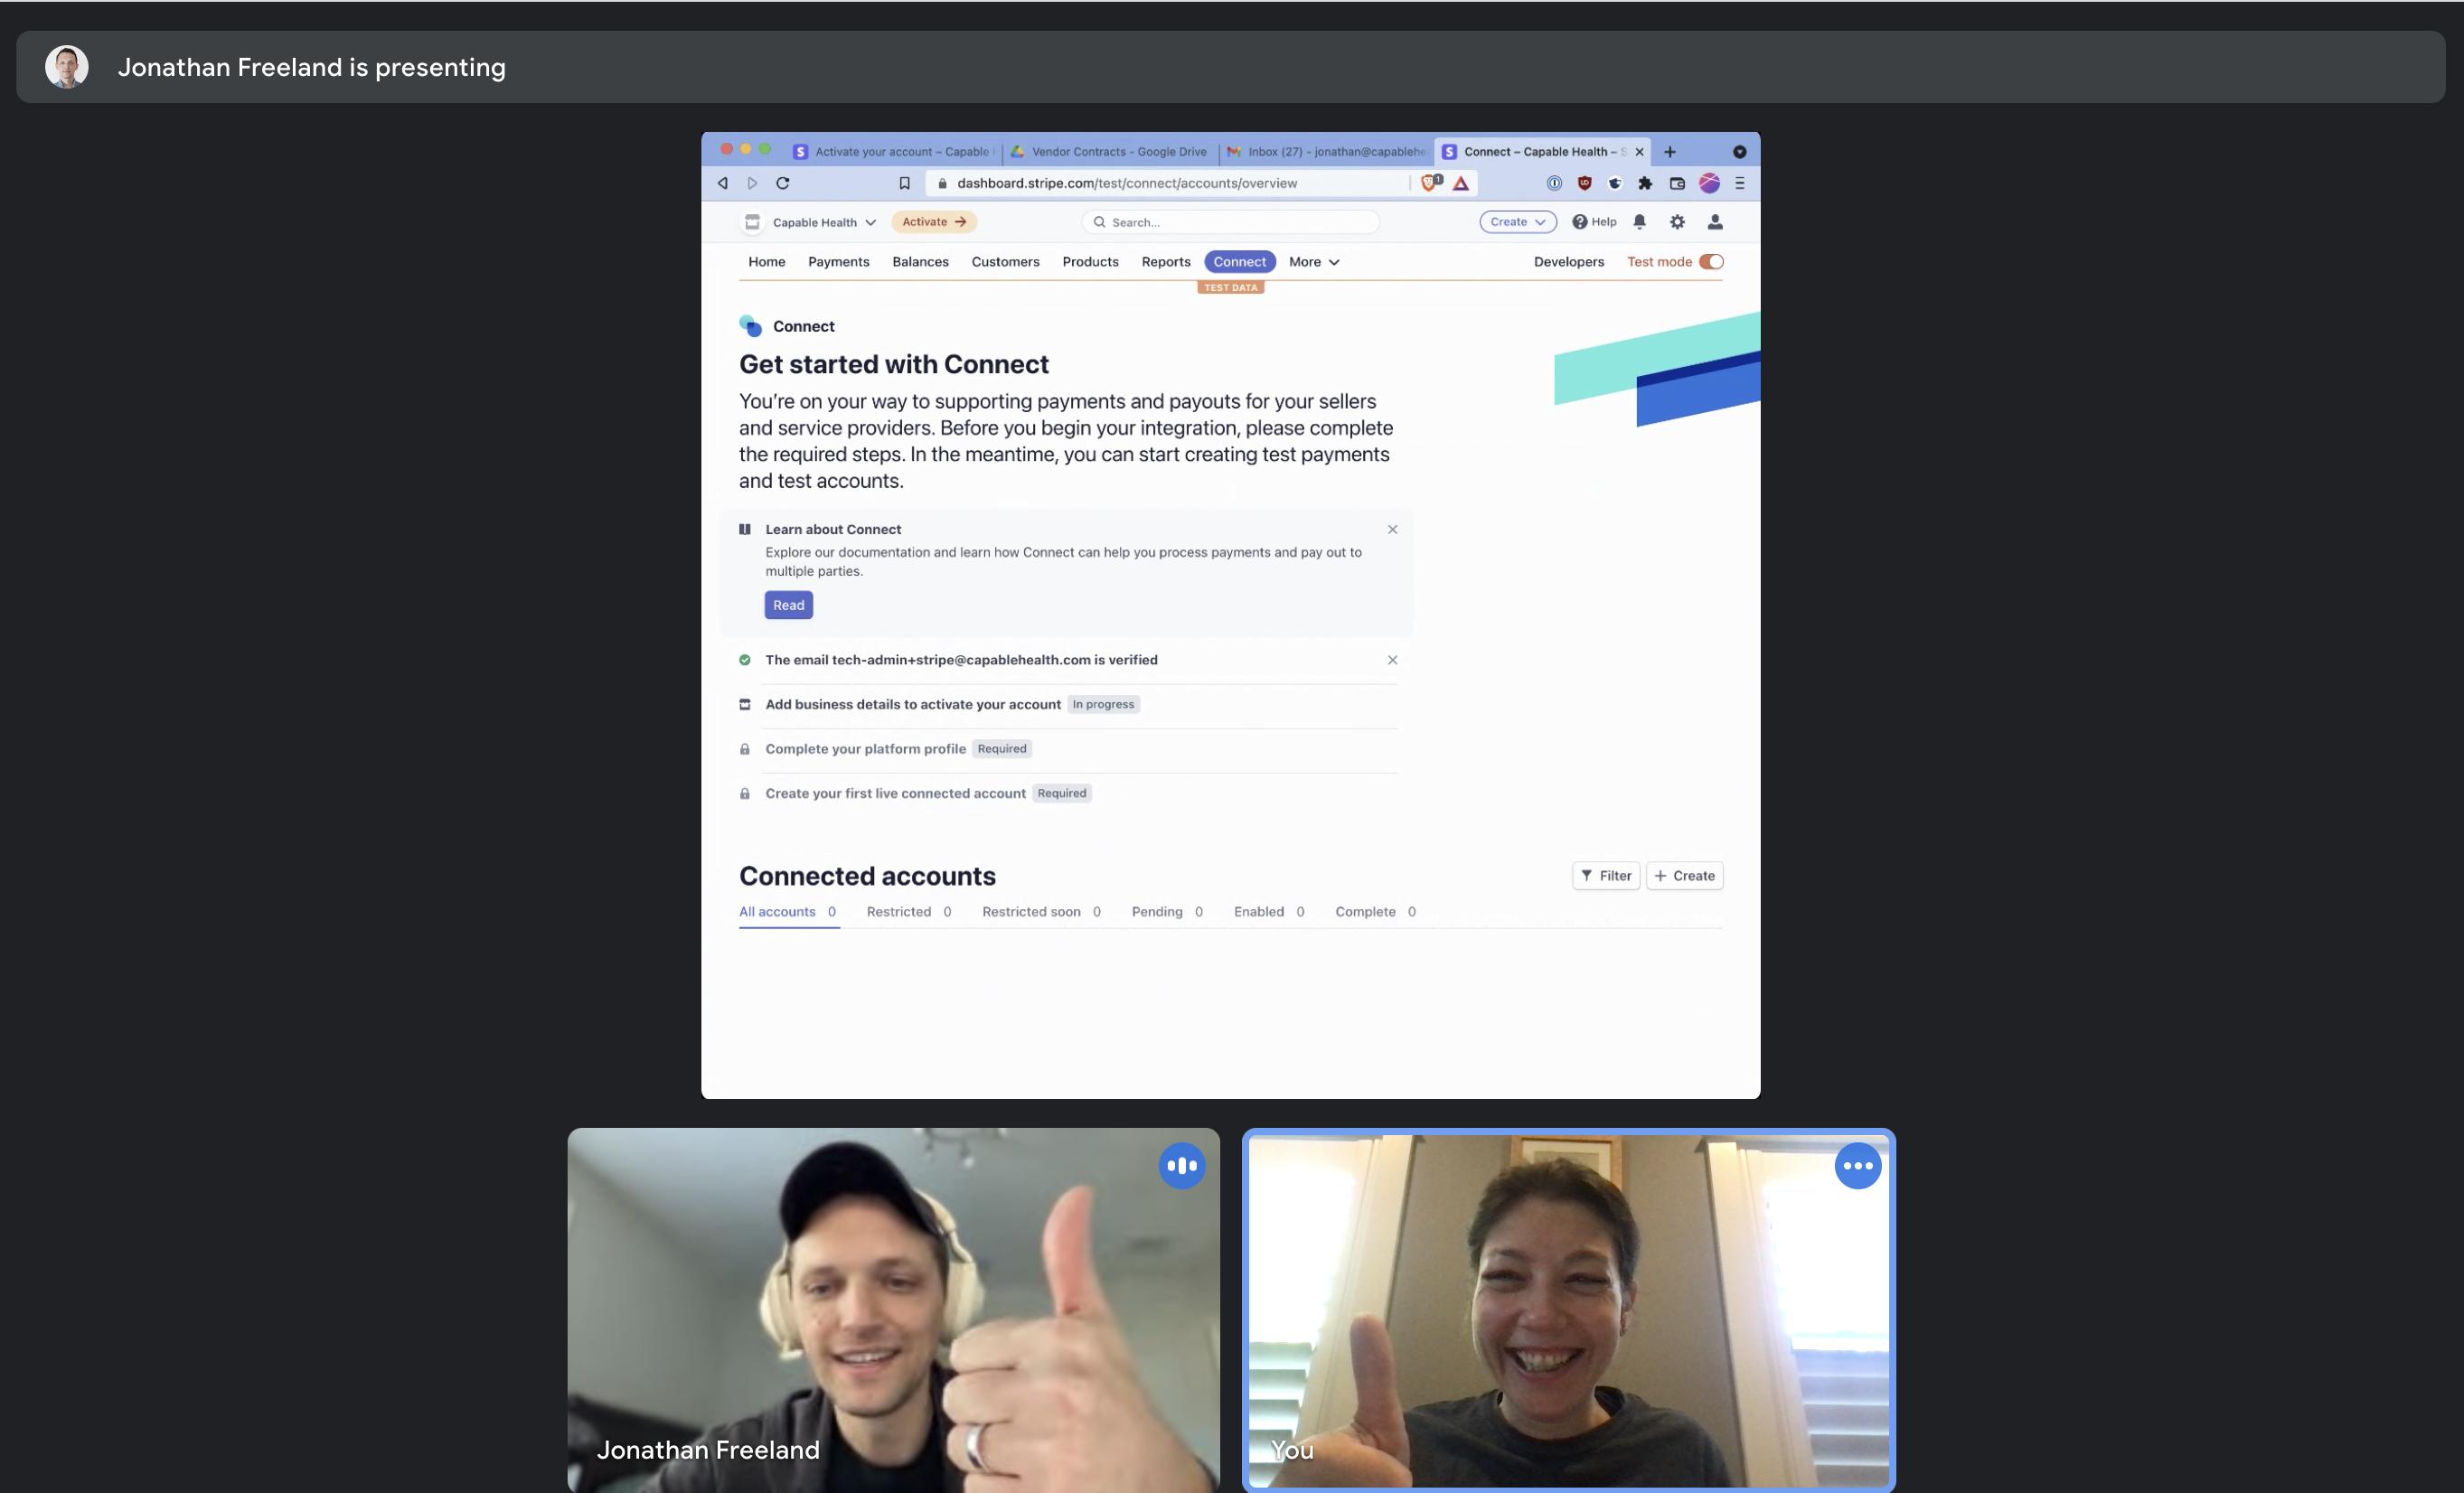 Jonathan Freeland is presenting
Activate your account – Capable
Vendor Contracts - Google Drive
Inbox (27) - jonathan@capablehe
Connect – Capable Health –
dashboard.stripe.com/test/connect/accounts/overview
Capable Health
Activate →
Search...
Create
Help
Home Payments Balances Customers Products Reports Connect More
Developers Test mode
TEST DATA
Connect
Get started with Connect
You're on your way to supporting payments and payouts for your sellers
and service providers. Before you begin your integration, please complete
the required steps. In the meantime, you can start creating test payments
and test accounts.
Learn about Connect
Explore our documentation and learn how Connect can help you process payments and pay out to
multiple parties.
Read
The email tech-admin+stripe@capablehealth.com is verified
Add business details to activate your account In progress
Complete your platform profile Required
Create your first live connected account Required
Connected accounts
Filter
+ Create
All accounts 0 Restricted 0 Restricted soon 0 Pending 0 Enabled 0 Complete 0
Jonathan Freeland
You